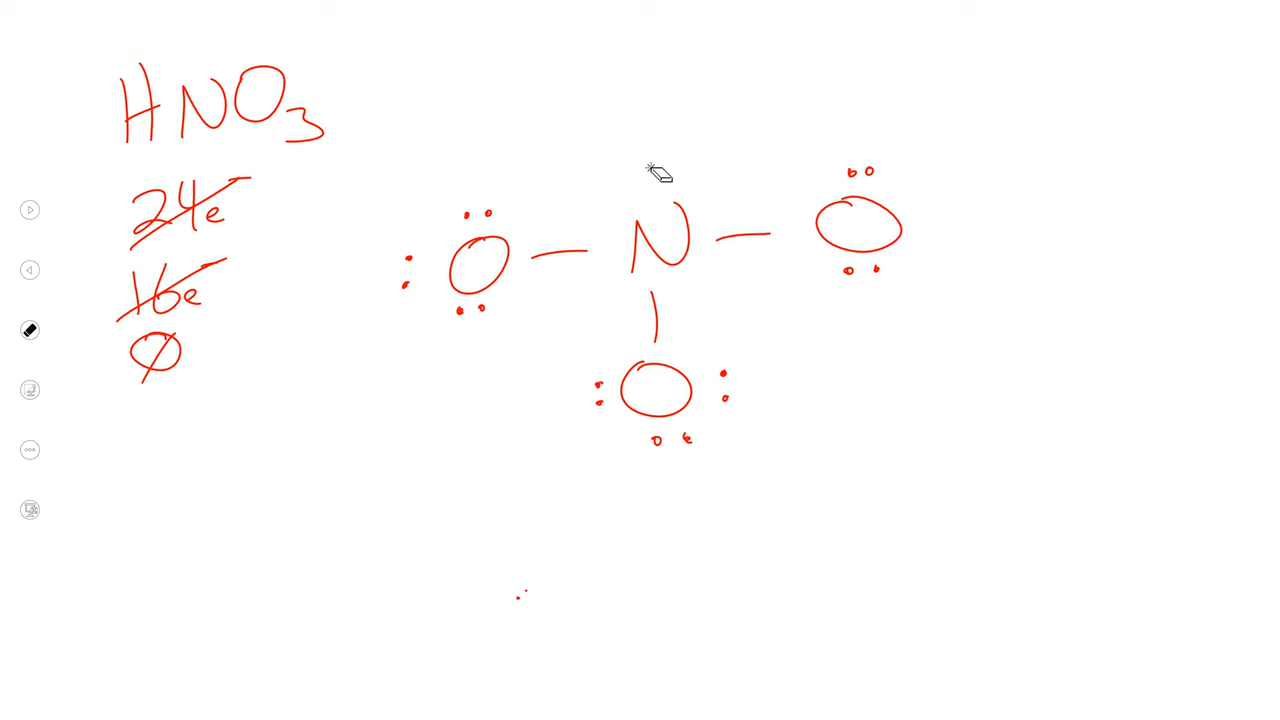 HNO3
24e
16e
0
O — N — O
|
O